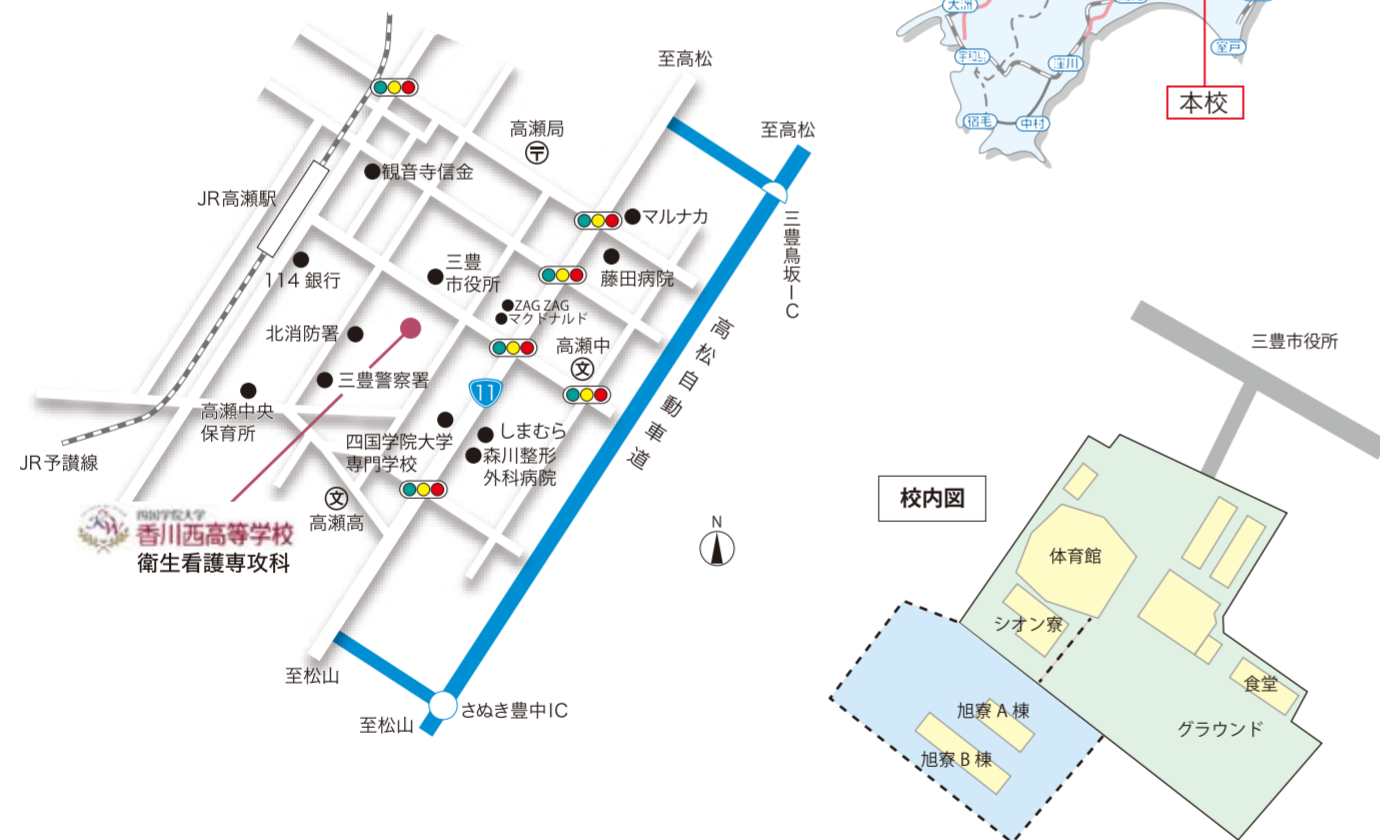 大洲
宇和島
窪川
室戸
宿毛
中村
本校
至高松
至高松
高瀬局
観音寺信金
JR高瀬駅
マルナカ
三豊鳥坂IC
114 銀行
三豊
市役所
藤田病院
ZAG ZAG
マクドナルド
北消防署
高瀬中
文
高松自動車道
三豊警察署
11
高瀬中央
保育所
しまむら
四国学院大学
専門学校
森川整形
外科病院
JR予讃線
文
高瀬高
四国学院大学
香川西高等学校
衛生看護専攻科
N
至松山
至松山
さぬき豊中IC
三豊市役所
校内図
体育館
シオン寮
食堂
旭寮 A 棟
グラウンド
旭寮 B 棟